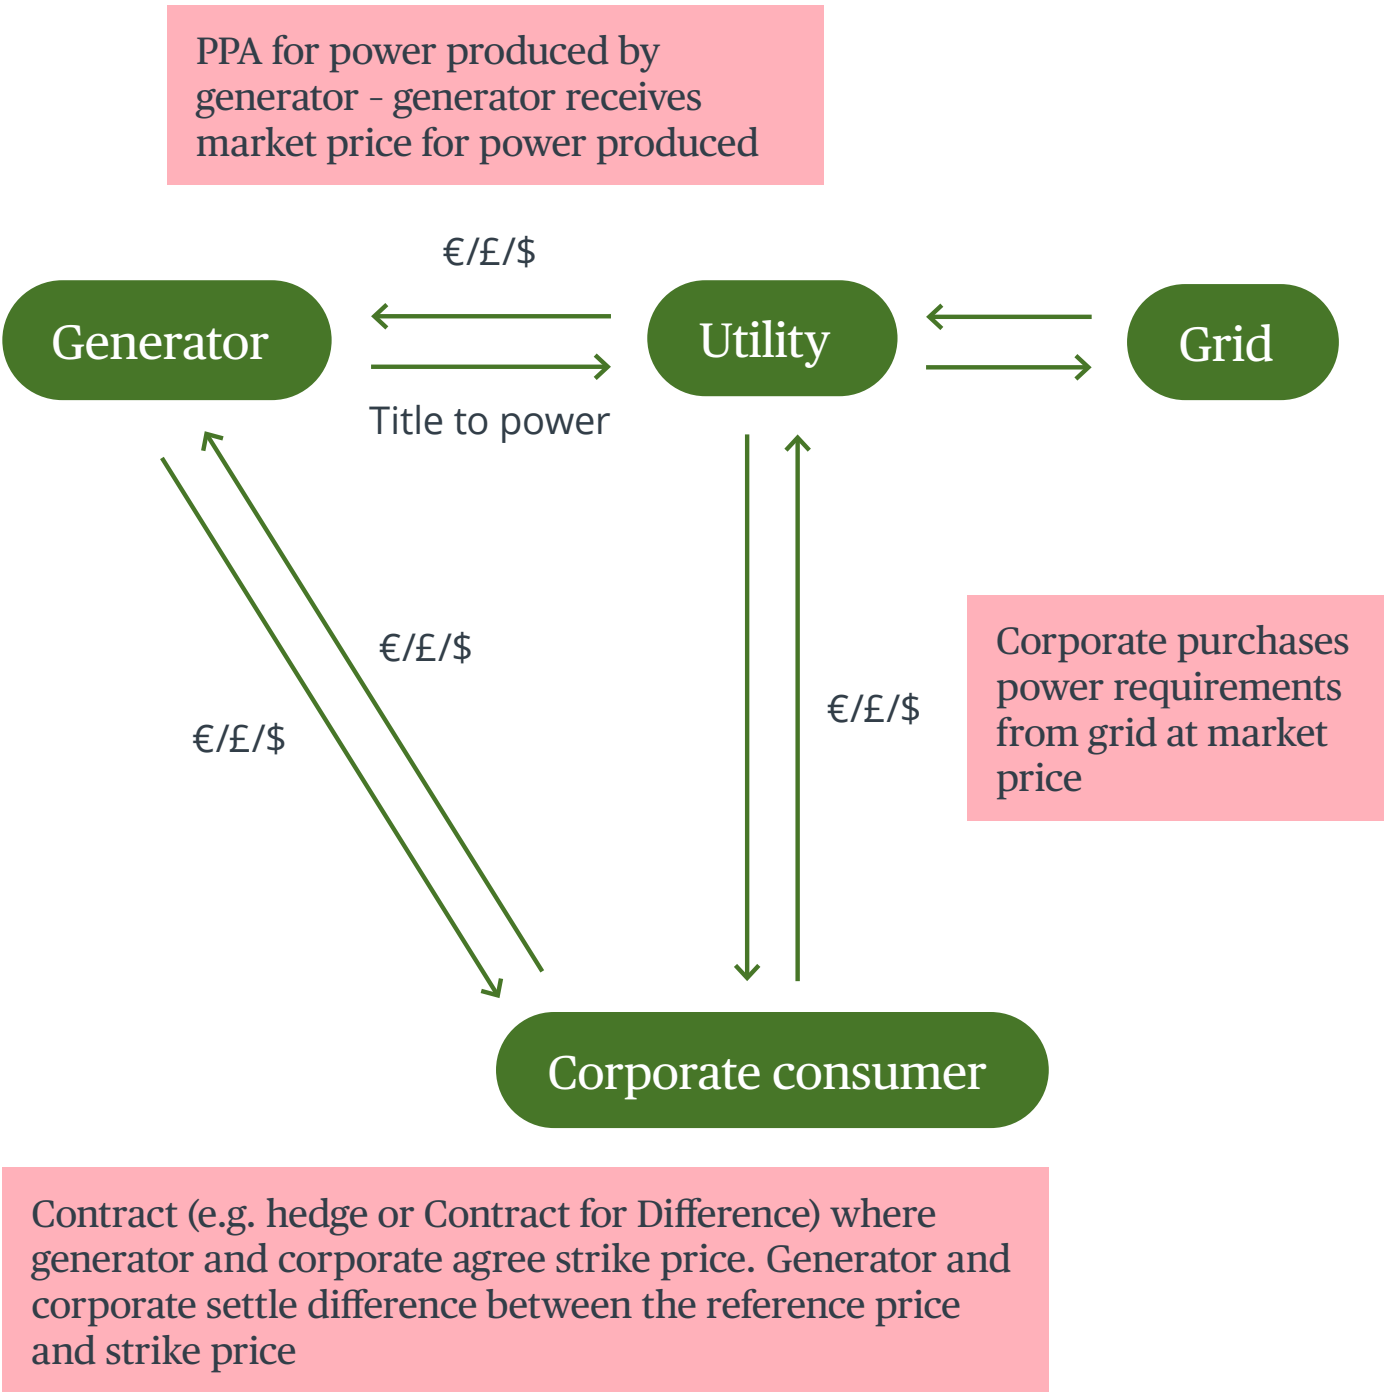 PPA for power produced by
generator – generator receives
market price for power produced
€/£/$
Generator
Utility
Grid
Title to power
€/£/$
€/£/$
€/£/$
Corporate purchases
power requirements
from grid at market
price
Corporate consumer
Contract (e.g. hedge or Contract for Difference) where
generator and corporate agree strike price. Generator and
corporate settle difference between the reference price
and strike price